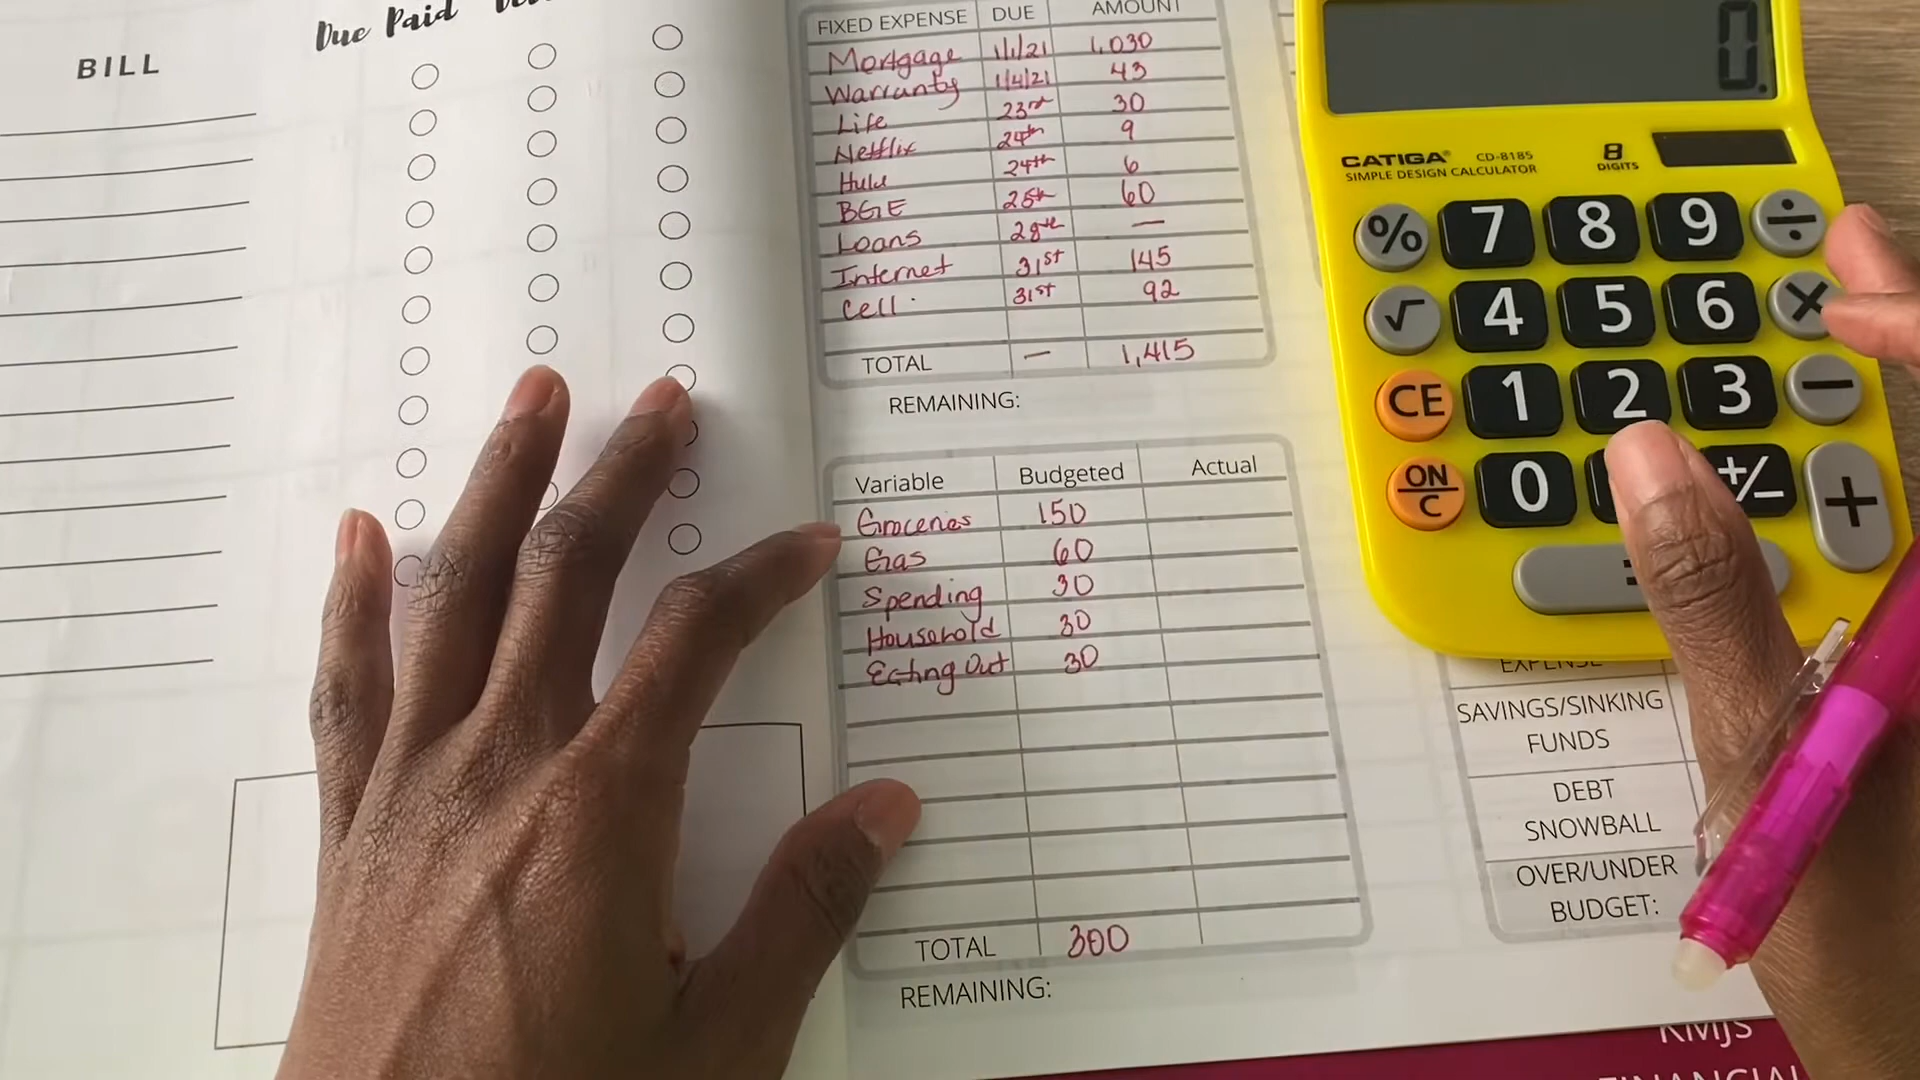 BILL
Due Paid
FIXED EXPENSE DUE AMOUNT
Mortgage 1/1/21 1,030
Warranty 1/4/21 43
Life 23rd 30
Netflix 24th 9
Hulu 24th 6
BGE 25th 60
Loans 28th —
Internet 31st 145
Cell. 31st 92
TOTAL — 1,415
REMAINING:
Variable Budgeted Actual
Groceries 150
Gas 60
Spending 30
Household 30
Eating Out 30
TOTAL 300
REMAINING:
0.
CATIGA® CD-8185 8
SIMPLE DESIGN CALCULATOR DIGITS
% 7 8 9 ÷
√ 4 5 6 ×
CE 1 2 3 −
ON/C 0 +/− +
EXPENSE
SAVINGS/SINKING
FUNDS
DEBT
SNOWBALL
OVER/UNDER
BUDGET:
KMJS
FINANCIAL